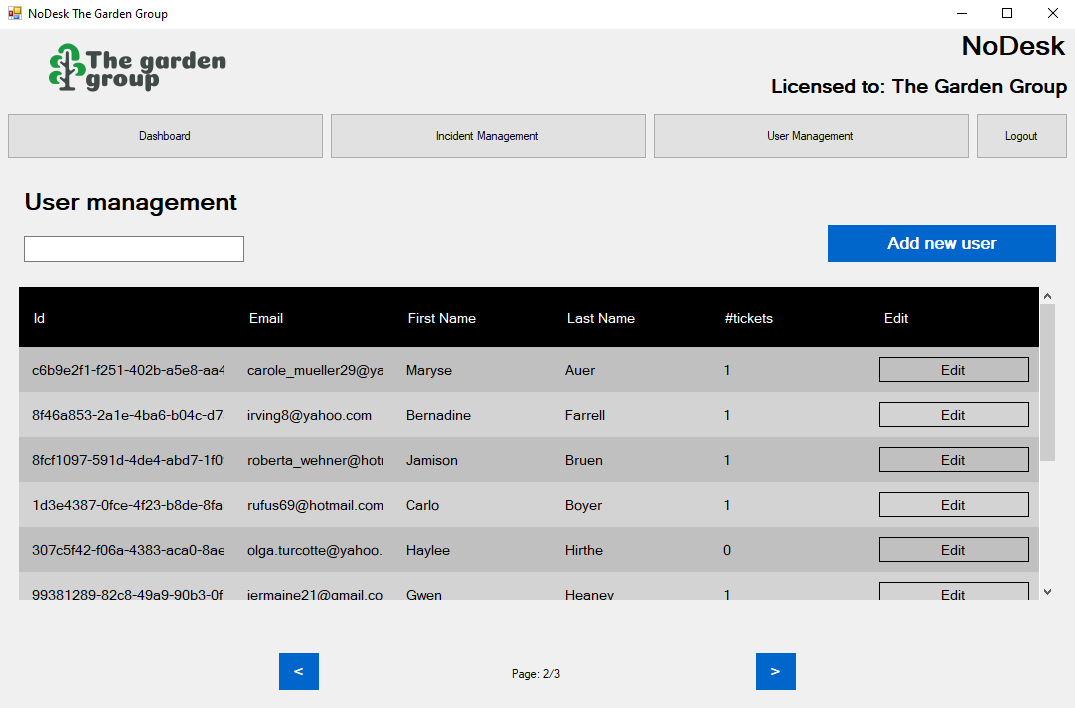 NoDesk The Garden Group
The garden group
NoDesk
Licensed to: The Garden Group
Dashboard Incident Management User Management Logout
User management
Add new user
Id Email First Name Last Name #tickets Edit
c6b9e2f1-f251-402b-a5e8-aa4 carole_mueller29@ya Maryse Auer 1 Edit
8f46a853-2a1e-4ba6-b04c-d7 irving8@yahoo.com Bernadine Farrell 1 Edit
8fcf1097-591d-4de4-abd7-1f0 roberta_wehner@hotm Jamison Bruen 1 Edit
1d3e4387-0fce-4f23-b8de-8fa rufus69@hotmail.com Carlo Boyer 1 Edit
307c5f42-f06a-4383-aca0-8ae olga.turcotte@yahoo. Haylee Hirthe 0 Edit
99381289-82c8-49a9-90b3-0f jermaine21@gmail.co Gwen Heaney 1 Edit
< Page: 2/3 >